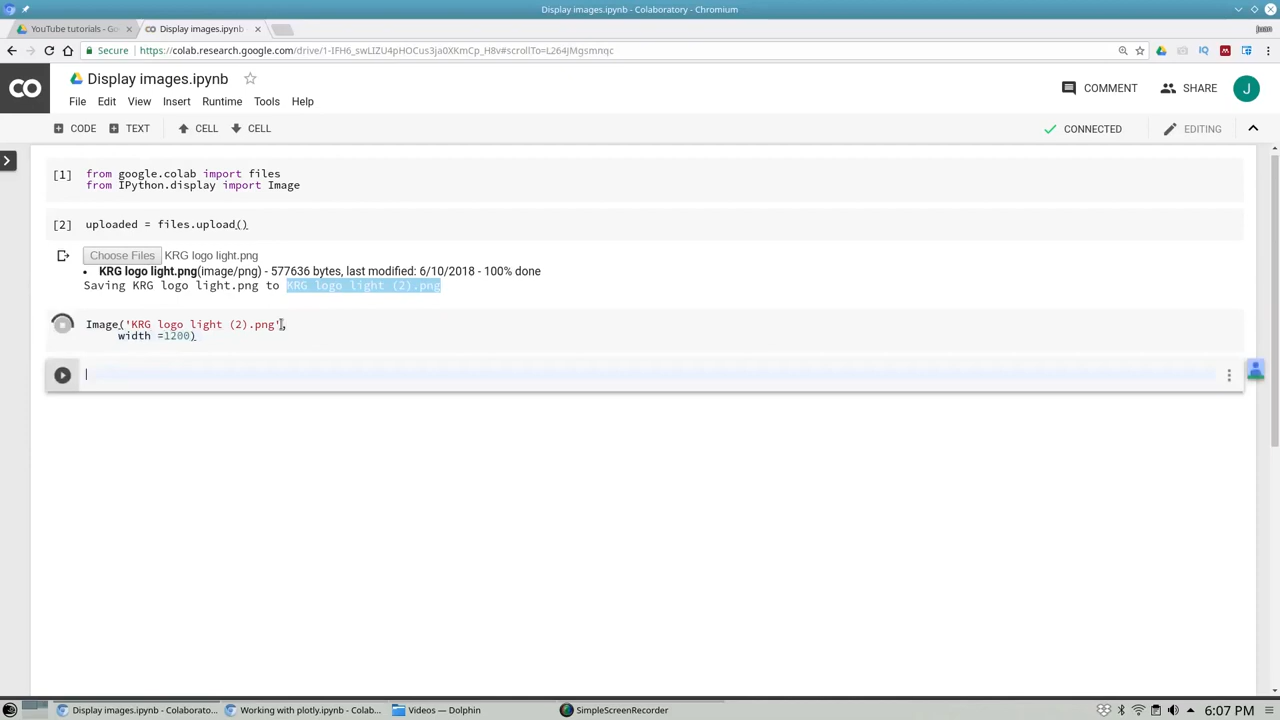 Display images.ipynb - Colaboratory - Chromium
YouTube tutorials - Go
Display images.ipynb - Col
juan
Secure
https://colab.research.google.com/drive/1-IFH6_swLIZU4pHOCus3ja0XKmCp_H8v#scrollTo=L264JMgsmnqc
CO
Display images.ipynb
COMMENT
SHARE
J
File Edit View Insert Runtime Tools Help
CODE TEXT CELL CELL
CONNECTED
EDITING
[1] from google.colab import files
from IPython.display import Image
[2] uploaded = files.upload()
Choose Files KRG logo light.png
• KRG logo light.png(image/png) - 577636 bytes, last modified: 6/10/2018 - 100% done
Saving KRG logo light.png to KRG logo light (2).png
Image('KRG logo light (2).png',
width =1200)
Display images.ipynb - Colaborato...
Working with plotly.ipynb - Colab...
Videos — Dolphin
SimpleScreenRecorder
6:07 PM